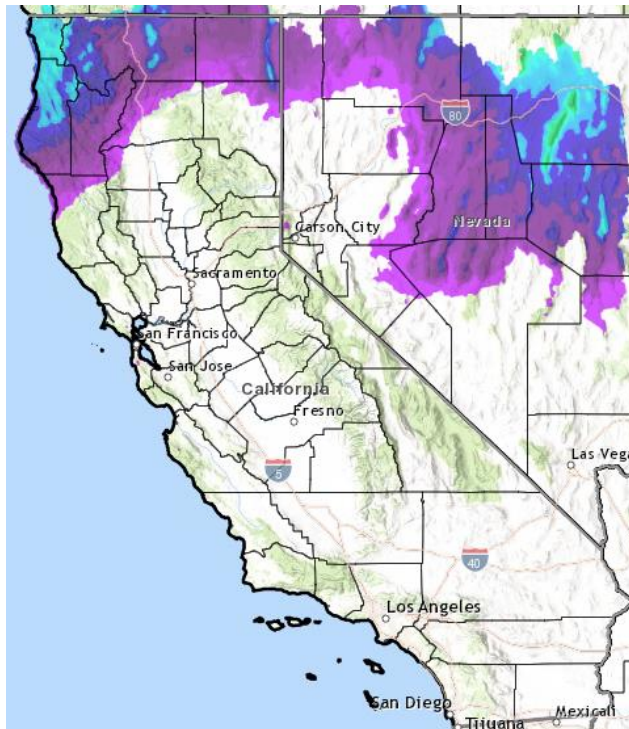 80
Nevada
Carson City
Sacramento
San Francisco
San Jose
California
Fresno
5
Las Vega
40
Los Angeles
San Diego
Tijuana
Mexicali